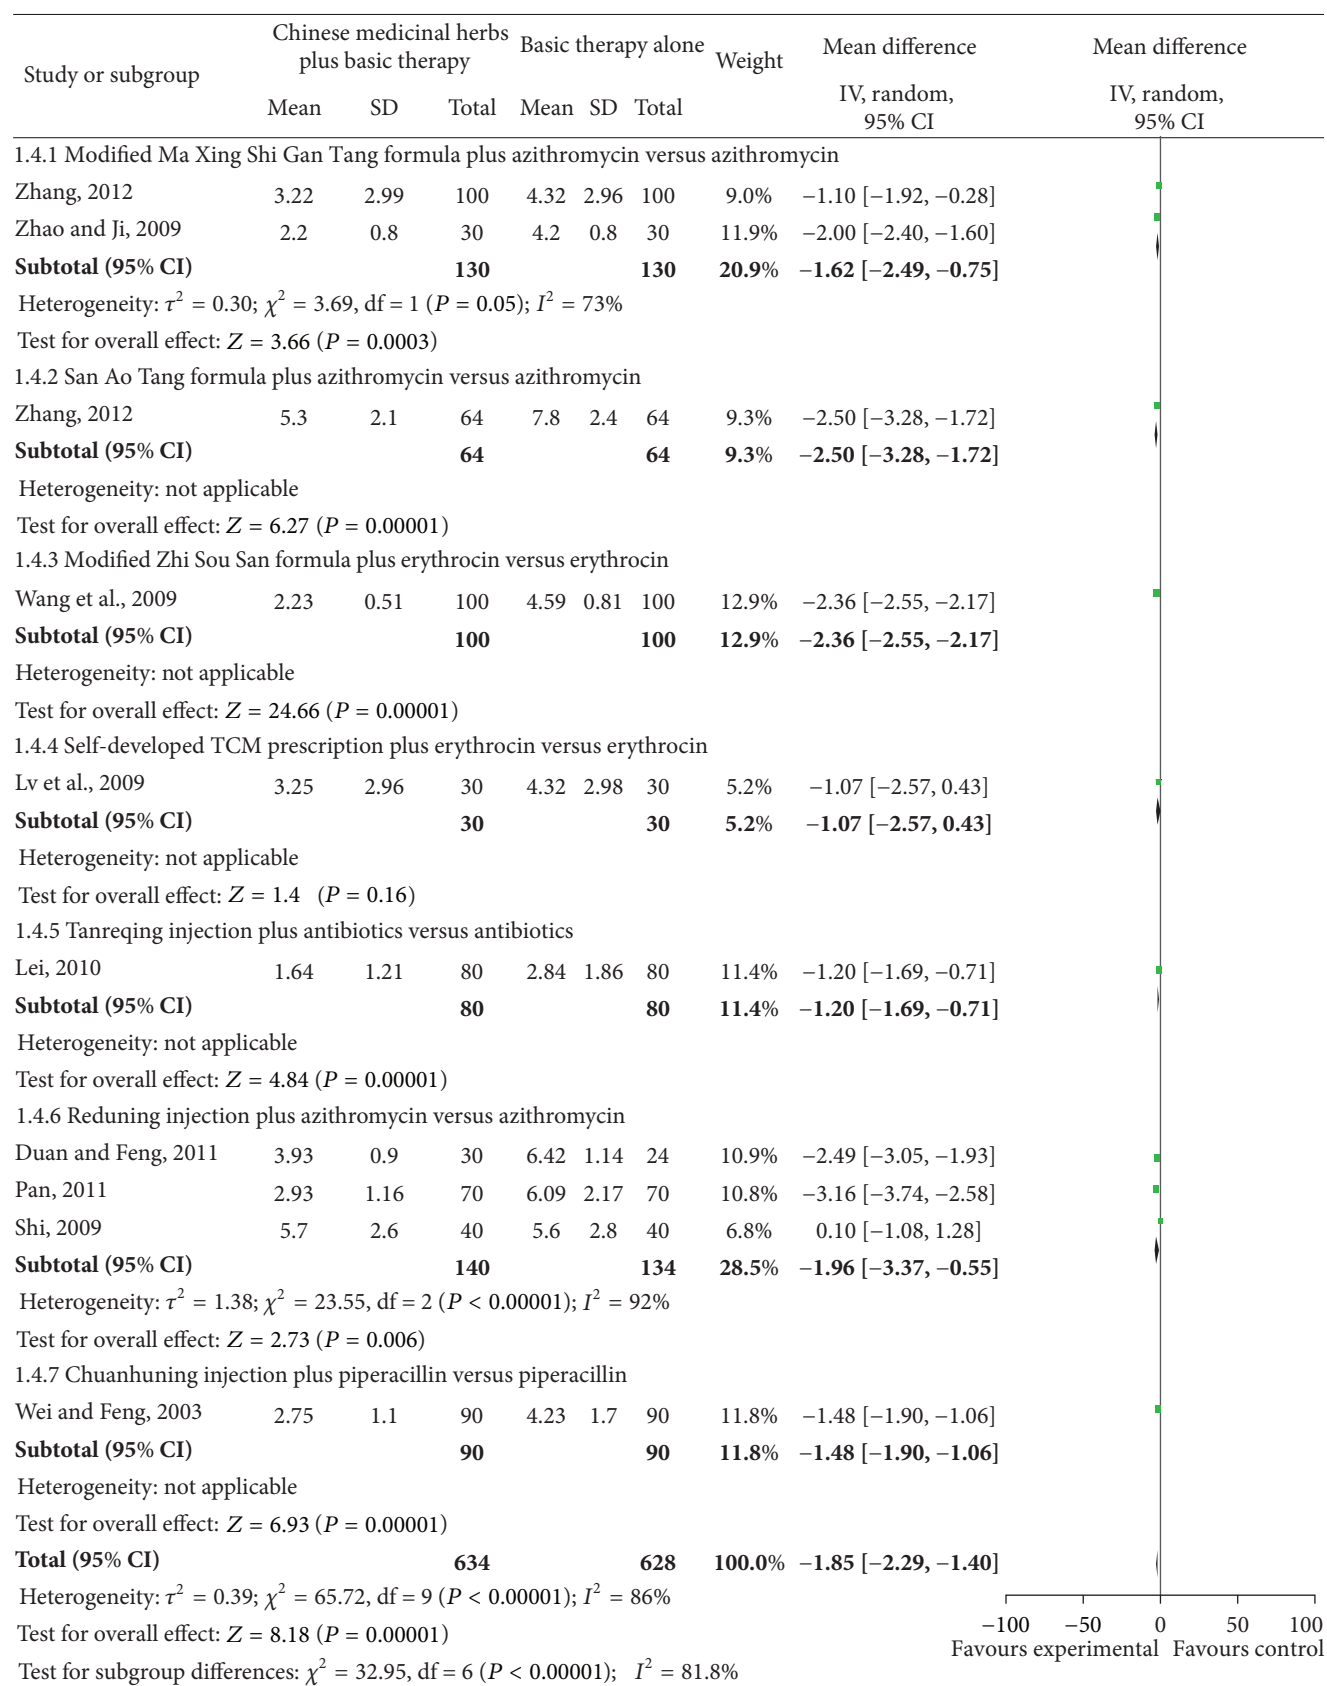 Study or subgroup Chinese medicinal herbs plus basic therapy Basic therapy alone Weight Mean difference Mean difference
Mean SD Total Mean SD Total IV, random, 95% CI IV, random, 95% CI
1.4.1 Modified Ma Xing Shi Gan Tang formula plus azithromycin versus azithromycin
Zhang, 2012 3.22 2.99 100 4.32 2.96 100 9.0% −1.10 [−1.92, −0.28]
Zhao and Ji, 2009 2.2 0.8 30 4.2 0.8 30 11.9% −2.00 [−2.40, −1.60]
Subtotal (95% CI) 130 130 20.9% −1.62 [−2.49, −0.75]
Heterogeneity: τ² = 0.30; χ² = 3.69, df = 1 (P = 0.05); I² = 73%
Test for overall effect: Z = 3.66 (P = 0.0003)
1.4.2 San Ao Tang formula plus azithromycin versus azithromycin
Zhang, 2012 5.3 2.1 64 7.8 2.4 64 9.3% −2.50 [−3.28, −1.72]
Subtotal (95% CI) 64 64 9.3% −2.50 [−3.28, −1.72]
Heterogeneity: not applicable
Test for overall effect: Z = 6.27 (P = 0.00001)
1.4.3 Modified Zhi Sou San formula plus erythrocin versus erythrocin
Wang et al., 2009 2.23 0.51 100 4.59 0.81 100 12.9% −2.36 [−2.55, −2.17]
Subtotal (95% CI) 100 100 12.9% −2.36 [−2.55, −2.17]
Heterogeneity: not applicable
Test for overall effect: Z = 24.66 (P = 0.00001)
1.4.4 Self-developed TCM prescription plus erythrocin versus erythrocin
Lv et al., 2009 3.25 2.96 30 4.32 2.98 30 5.2% −1.07 [−2.57, 0.43]
Subtotal (95% CI) 30 30 5.2% −1.07 [−2.57, 0.43]
Heterogeneity: not applicable
Test for overall effect: Z = 1.4 (P = 0.16)
1.4.5 Tanreqing injection plus antibiotics versus antibiotics
Lei, 2010 1.64 1.21 80 2.84 1.86 80 11.4% −1.20 [−1.69, −0.71]
Subtotal (95% CI) 80 80 11.4% −1.20 [−1.69, −0.71]
Heterogeneity: not applicable
Test for overall effect: Z = 4.84 (P = 0.00001)
1.4.6 Reduning injection plus azithromycin versus azithromycin
Duan and Feng, 2011 3.93 0.9 30 6.42 1.14 24 10.9% −2.49 [−3.05, −1.93]
Pan, 2011 2.93 1.16 70 6.09 2.17 70 10.8% −3.16 [−3.74, −2.58]
Shi, 2009 5.7 2.6 40 5.6 2.8 40 6.8% 0.10 [−1.08, 1.28]
Subtotal (95% CI) 140 134 28.5% −1.96 [−3.37, −0.55]
Heterogeneity: τ² = 1.38; χ² = 23.55, df = 2 (P < 0.00001); I² = 92%
Test for overall effect: Z = 2.73 (P = 0.006)
1.4.7 Chuanhuning injection plus piperacillin versus piperacillin
Wei and Feng, 2003 2.75 1.1 90 4.23 1.7 90 11.8% −1.48 [−1.90, −1.06]
Subtotal (95% CI) 90 90 11.8% −1.48 [−1.90, −1.06]
Heterogeneity: not applicable
Test for overall effect: Z = 6.93 (P = 0.00001)
Total (95% CI) 634 628 100.0% −1.85 [−2.29, −1.40]
Heterogeneity: τ² = 0.39; χ² = 65.72, df = 9 (P < 0.00001); I² = 86%
Test for overall effect: Z = 8.18 (P = 0.00001)
Test for subgroup differences: χ² = 32.95, df = 6 (P < 0.00001); I² = 81.8%
−100 −50 0 50 100
Favours experimental Favours control